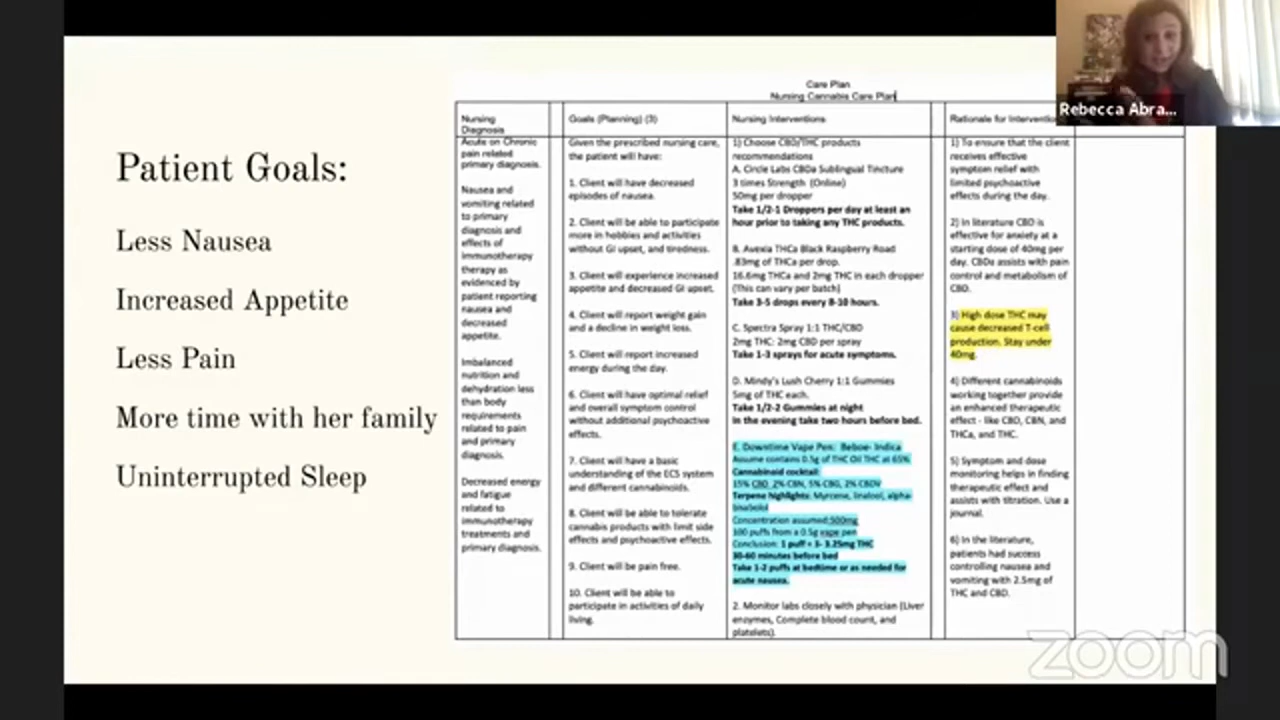 Rebecca Abra...
Patient Goals:
Less Nausea
Increased Appetite
Less Pain
More time with her family
Uninterrupted Sleep
Care Plan
Nursing Cannabis Care Plan
Nursing
Diagnosis
Acute on Chronic
pain related
primary diagnosis.
Nausea and
vomiting related
to primary
diagnosis and
effects of
immunotherapy
therapy as
evidenced by
patient reporting
nausea and
decreased
appetite.
Imbalanced
nutrition and
dehydration less
than body
requirements
related to pain
and primary
diagnosis.
Decreased energy
and fatigue
related to
immunotherapy
treatments and
primary diagnosis.
Goals (Planning) (3)
Given the prescribed nursing care,
the patient will have:
1. Client will have decreased
episodes of nausea.
2. Client will be able to participate
more in hobbies and activities
without GI upset, and tiredness.
3. Client will experience increased
appetite and decreased GI upset.
4. Client will report weight gain
and a decline in weight loss.
5. Client will report increased
energy during the day.
6. Client will have optimal relief
and overall symptom control
without additional psychoactive
effects.
7. Client will have a basic
understanding of the ECS system
and different cannabinoids.
8. Client will be able to tolerate
cannabis products with limit side
effects and psychoactive effects.
9. Client will be pain free.
10. Client will be able to
participate in activities of daily
living.
Nursing Interventions
1) Choose CBD/THC products
recommendations
A. Circle Labs CBDa Sublingual Tincture
3 times Strength (Online)
50mg per dropper
Take 1/2-1 Droppers per day at least an
hour prior to taking any THC products.
B. Avexia THCa Black Raspberry Road
.83mg of THCa per drop.
16.6mg THCa and 2mg THC in each dropper
(This can vary per batch)
Take 3-5 drops every 8-10 hours.
C. Spectra Spray 1:1 THC/CBD
2mg THC: 2mg CBD per spray
Take 1-3 sprays for acute symptoms.
D. Mindy's Lush Cherry 1:1 Gummies
5mg of THC each.
Take 1/2-2 Gummies at night
In the evening take two hours before bed.
E. Downtime Vape Pen: Beboe- Indica
Assume contains 0.5g of THC Oil THC at 65%
Cannabinoid cocktail:
15% CBD, 2% CBN, 5% CBG, 2% CBDV
Terpene highlights: Myrcene, linalool, alpha-
bisabolol
Concentration assumed:500mg
100 puffs from a 0.5g vape pen
Conclusion: 1 puff = 3- 3.25mg THC
30-60 minutes before bed
Take 1-2 puffs at bedtime or as needed for
acute nausea.
2. Monitor labs closely with physician (Liver
enzymes, Complete blood count, and
platelets).
Rationale for
1) To ensure that the client
receives effective
symptom relief with
limited psychoactive
effects during the day.
2) In literature CBD is
effective for anxiety at a
starting dose of 40mg per
day. CBDa assists with pain
control and metabolism of
CBD.
3) High dose THC may
cause decreased T-cell
production. Stay under
40mg.
4) Different cannabinoids
working together provide
an enhanced therapeutic
effect - like CBD, CBN, and
THCa, and THC.
5) Symptom and dose
monitoring helps in finding
therapeutic effect and
assists with titration. Use a
journal.
6) In the literature,
patients had success
controlling nausea and
vomiting with 2.5mg of
THC and CBD.
zoom